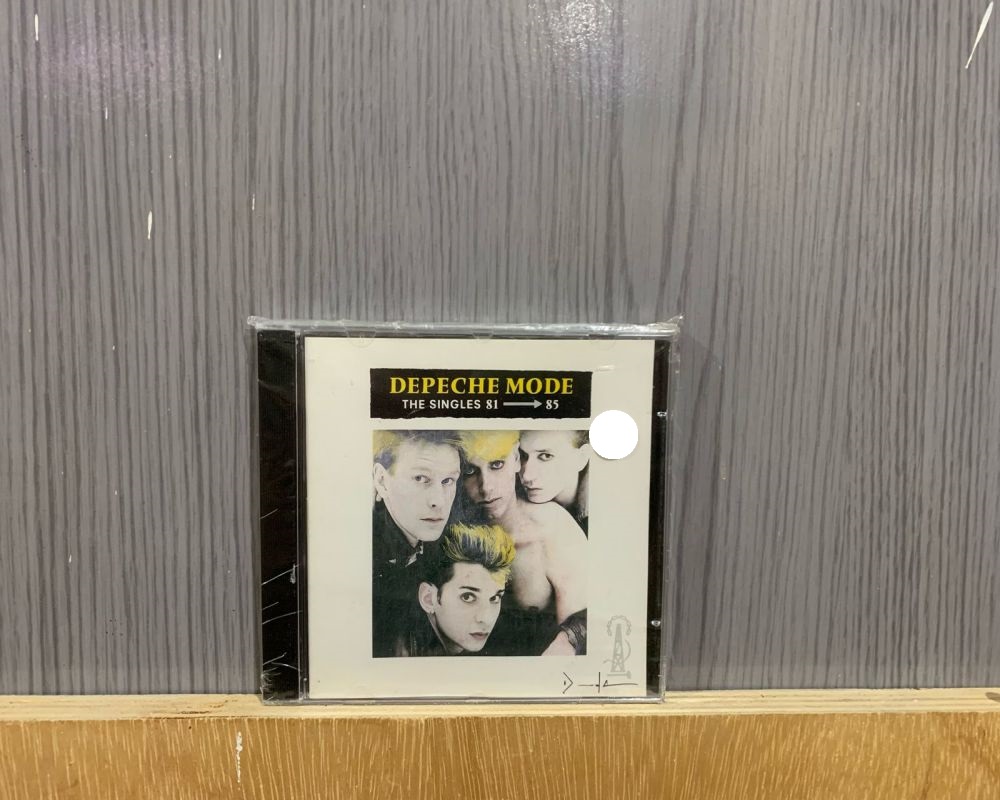 DEPECHE MODE
THE SINGLES 81 → 85